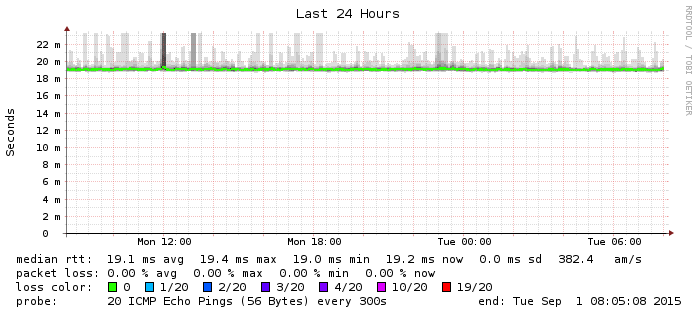 Last 24 Hours
RRDTOOL / TOBI OETIKER
Seconds
22 m
20 m
18 m
16 m
14 m
12 m
10 m
8 m
6 m
4 m
2 m
0
Mon 12:00 Mon 18:00 Tue 00:00 Tue 06:00
median rtt: 19.1 ms avg 19.4 ms max 19.0 ms min 19.2 ms now 0.0 ms sd 382.4 am/s
packet loss: 0.00 % avg 0.00 % max 0.00 % min 0.00 % now
loss color: 0 1/20 2/20 3/20 4/20 10/20 19/20
probe: 20 ICMP Echo Pings (56 Bytes) every 300s end: Tue Sep 1 08:05:08 2015